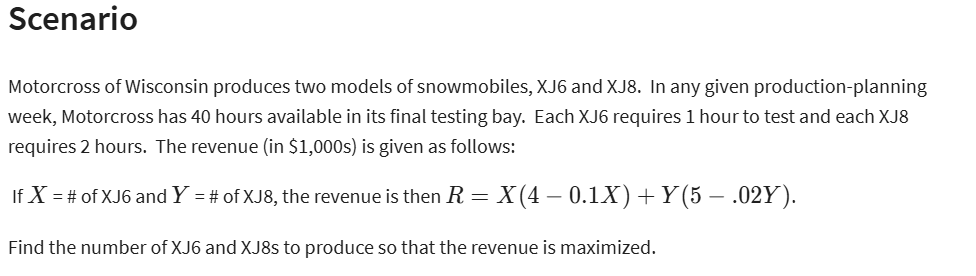 Scenario
Motorcross of Wisconsin produces two models of snowmobiles, XJ6 and XJ8. In any given production-planning
week, Motorcross has 40 hours available in its final testing bay. Each XJ6 requires 1 hour to test and each XJ8
requires 2 hours. The revenue (in $1,000s) is given as follows:
If X = # of XJ6 and Y = # of XJ8, the revenue is then R = X(4 − 0.1X) + Y(5 − .02Y).
Find the number of XJ6 and XJ8s to produce so that the revenue is maximized.